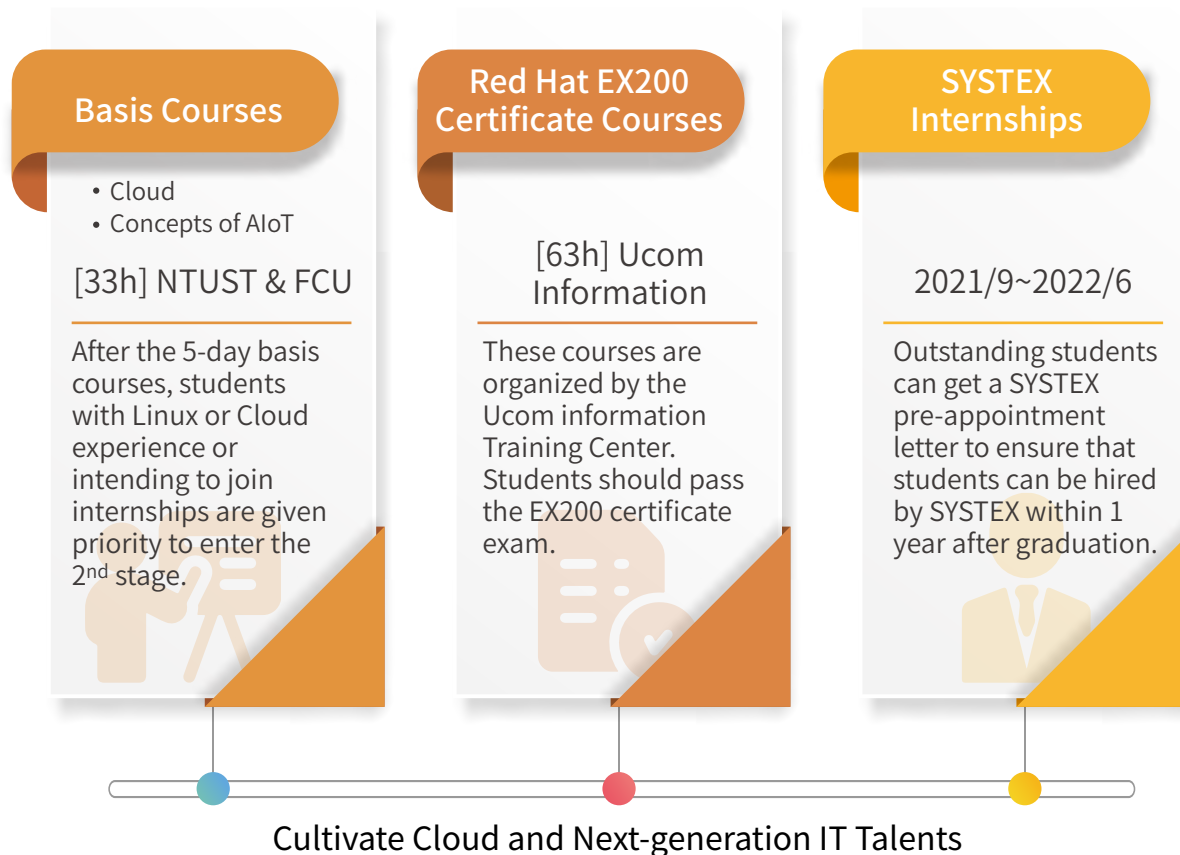 Basis Courses
• Cloud
• Concepts of AIoT
[33h] NTUST & FCU
After the 5-day basis
courses, students
with Linux or Cloud
experience or
intending to join
internships are given
priority to enter the
2nd stage.
Red Hat EX200
Certificate Courses
[63h] Ucom
Information
These courses are
organized by the
Ucom information
Training Center.
Students should pass
the EX200 certificate
exam.
SYSTEX
Internships
2021/9~2022/6
Outstanding students
can get a SYSTEX
pre-appointment
letter to ensure that
students can be hired
by SYSTEX within 1
year after graduation.
Cultivate Cloud and Next-generation IT Talents